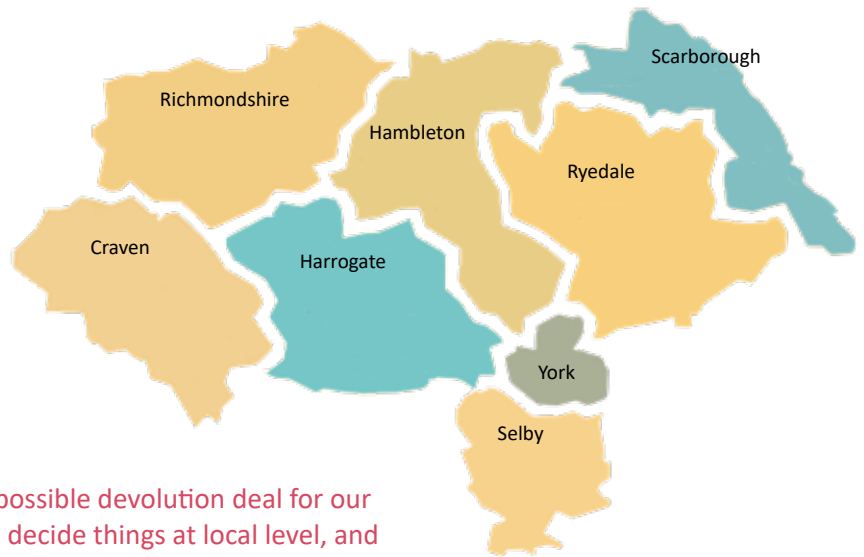 Scarborough
Richmondshire
Hambleton
Ryedale
Craven
Harrogate
York
Selby
possible devolution deal for our
decide things at local level, and